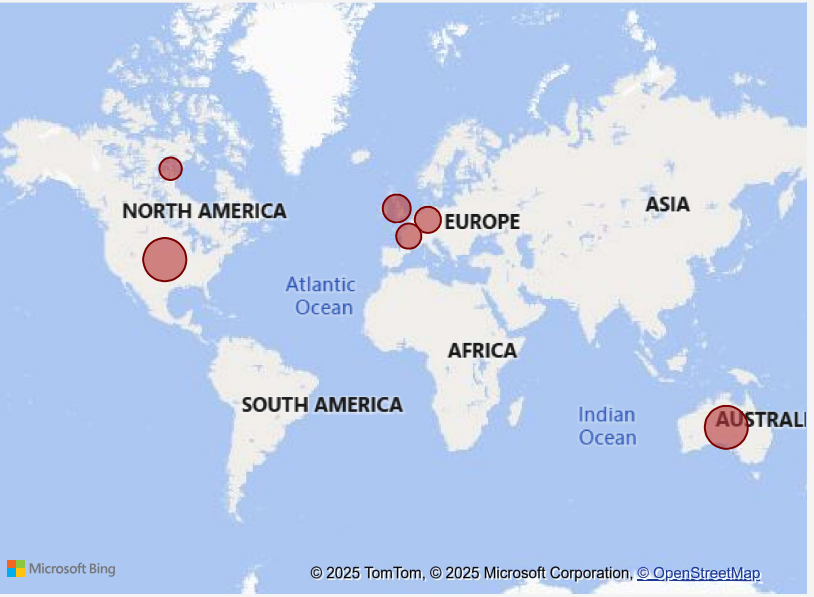 NORTH AMERICA
EUROPE
ASIA
Atlantic
Ocean
AFRICA
SOUTH AMERICA
Indian
Ocean
AUSTRALI
Microsoft Bing
© 2025 TomTom, © 2025 Microsoft Corporation, © OpenStreetMap